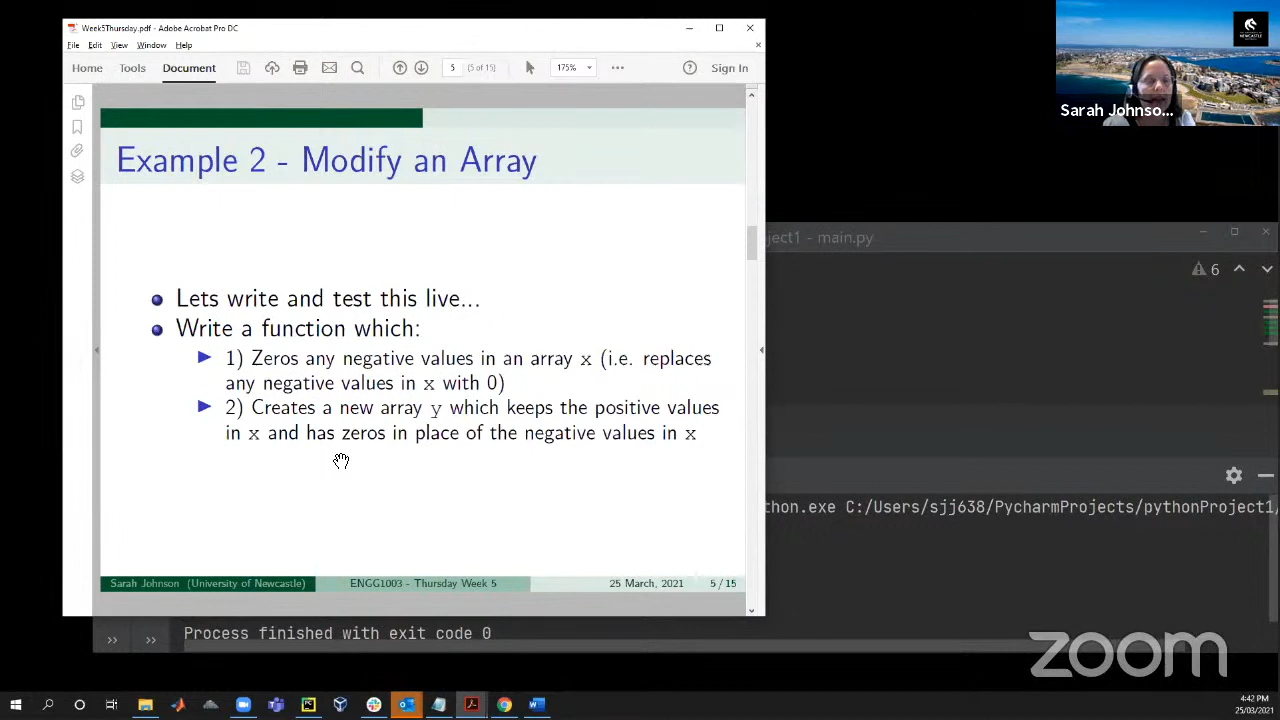 Week5Thursday.pdf - Adobe Acrobat Pro DC
File Edit View Window Help
Home Tools Document 5 (5 of 15) 175% Sign In
Example 2 - Modify an Array
Lets write and test this live...
Write a function which:
1) Zeros any negative values in an array x (i.e. replaces
any negative values in x with 0)
2) Creates a new array y which keeps the positive values
in x and has zeros in place of the negative values in x
Sarah Johnson (University of Newcastle) ENGG1003 - Thursday Week 5 25 March, 2021 5 / 15
NEWCASTLE
Sarah Johnso...
oject1 - main.py
6
thon.exe C:/Users/sjj638/PycharmProjects/pythonProject1/
Process finished with exit code 0
zoom
4:42 PM
25/03/2021